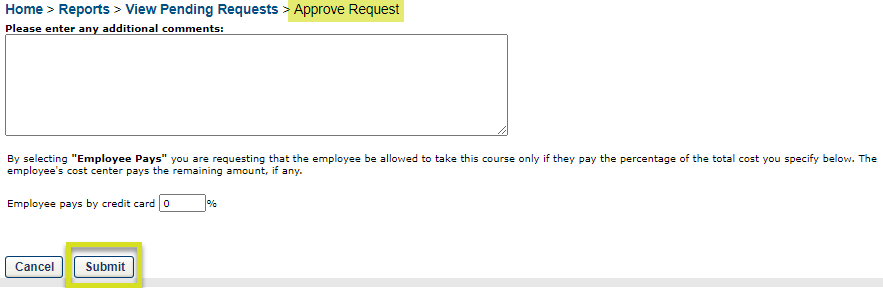 Home > Reports > View Pending Requests > Approve Request
Please enter any additional comments:
By selecting "Employee Pays" you are requesting that the employee be allowed to take this course only if they pay the percentage of the total cost you specify below. The
employee's cost center pays the remaining amount, if any.
Employee pays by credit card 0 %
Cancel Submit